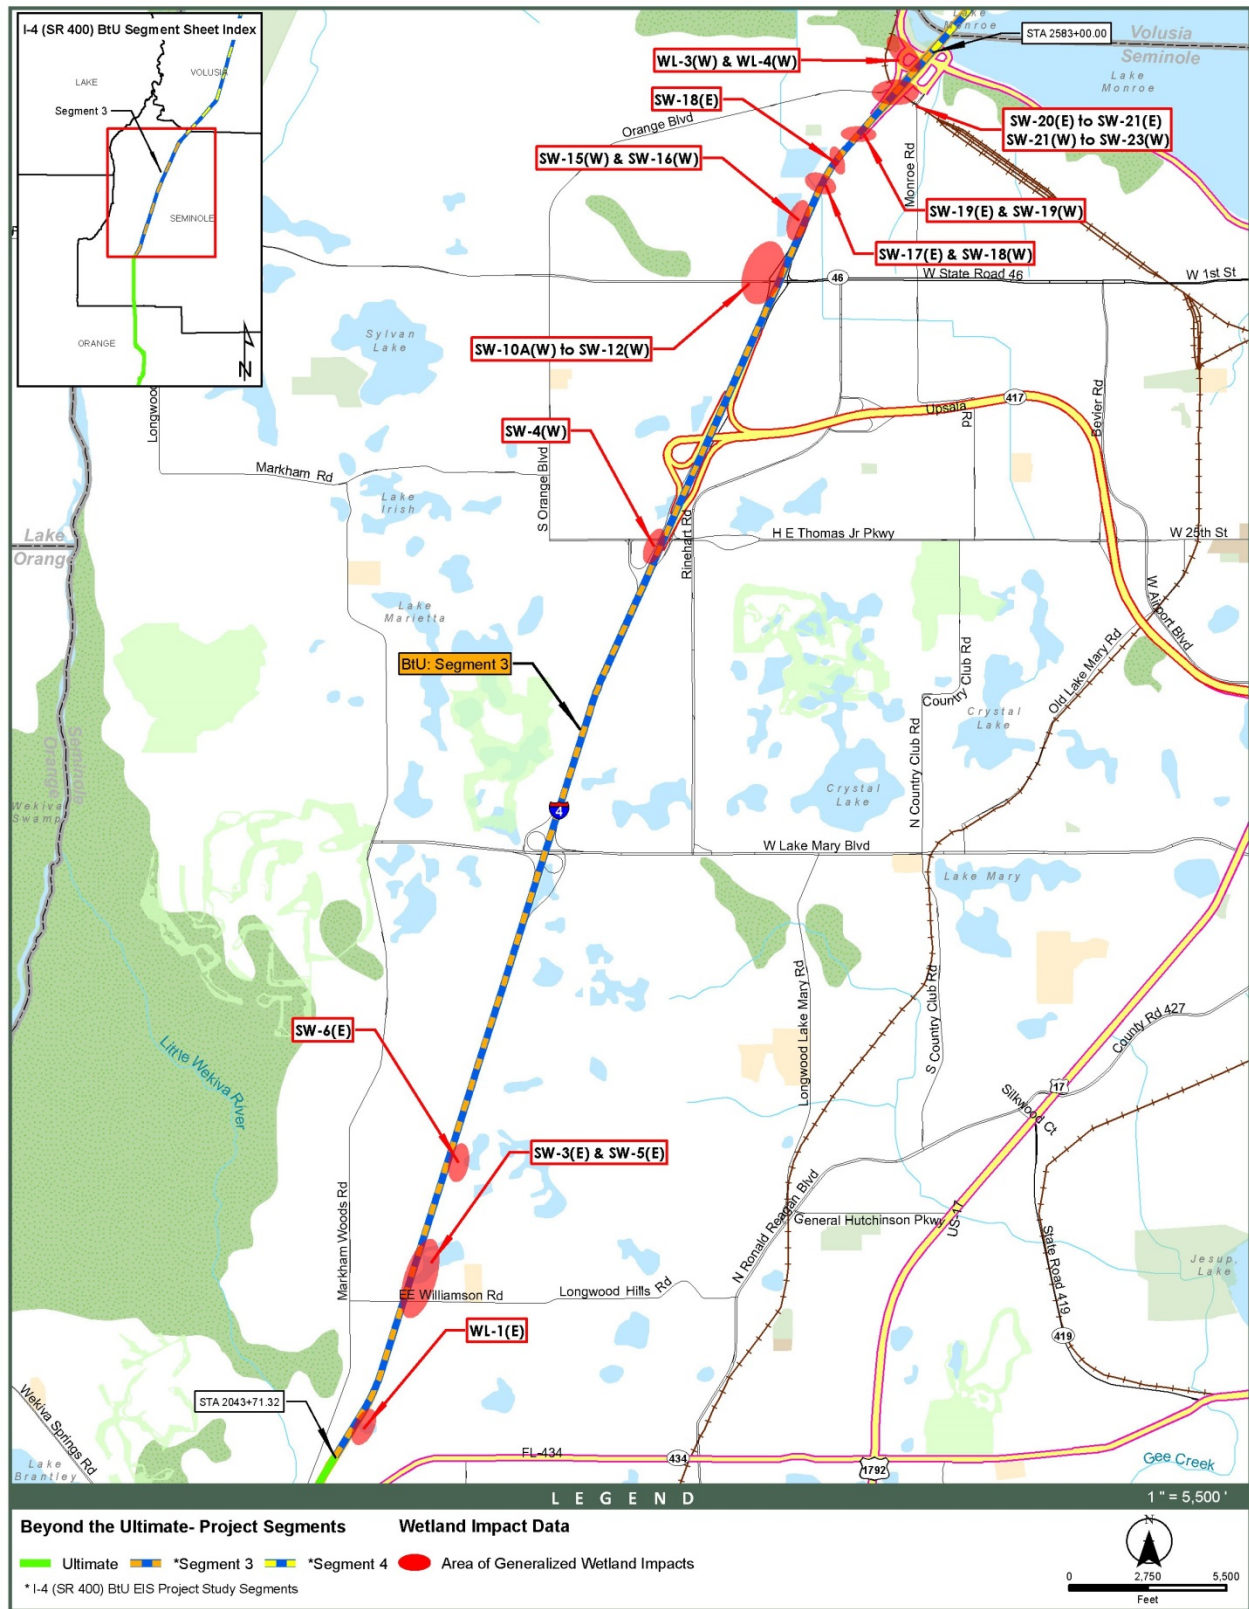 I-4 (SR 400) BtU Segment Sheet Index
LAKE
VOLUSIA
Segment 3
SEMINOLE
ORANGE
N
Lake
Monroe
STA 2583+00.00
Volusia
Seminole
Lake
Monroe
WL-3(W) & WL-4(W)
SW-18(E)
Orange Blvd
SW-20(E) to SW-21(E)
SW-21(W) to SW-23(W)
SW-15(W) & SW-16(W)
Monroe Rd
SW-19(E) & SW-19(W)
SW-17(E) & SW-18(W)
W State Road 46
W 1st St
46
Sylvan
Lake
SW-10A(W) to SW-12(W)
Longwood
417
Upsala
Rd
Bevier Rd
SW-4(W)
Markham Rd
S Orange Blvd
Lake
Irish
Rinehart Rd
H E Thomas Jr Pkwy
W 25th St
Lake
Orange
W Airport Blvd
Lake
Marietta
BtU: Segment 3
Country Club Rd
Country Club Rd
Old Lake Mary Rd
Crystal
Lake
Seminole
Orange
Wekiva
Swamp
Crystal
Lake
N Country Club Rd
4
W Lake Mary Blvd
Lake Mary
Longwood Lake Mary Rd
S Country Club Rd
County Rd 427
SW-6(E)
Little Wekiva River
17
Silkwood Ct
SW-3(E) & SW-5(E)
Markham Woods Rd
N Ronald Reagan Blvd
General Hutchinson Pkwy
US-17
State Road 419
Jesup,
Lake
EE Williamson Rd
Longwood Hills Rd
WL-1(E)
419
STA 2043+71.32
Wekiva Springs Rd
Lake
Brantley
FL-434
434
1792
Gee Creek
LEGEND
1 " = 5,500 '
Beyond the Ultimate- Project Segments
Wetland Impact Data
Ultimate
*Segment 3
*Segment 4
Area of Generalized Wetland Impacts
* I-4 (SR 400) BtU EIS Project Study Segments
N
0 2,750 5,500
Feet